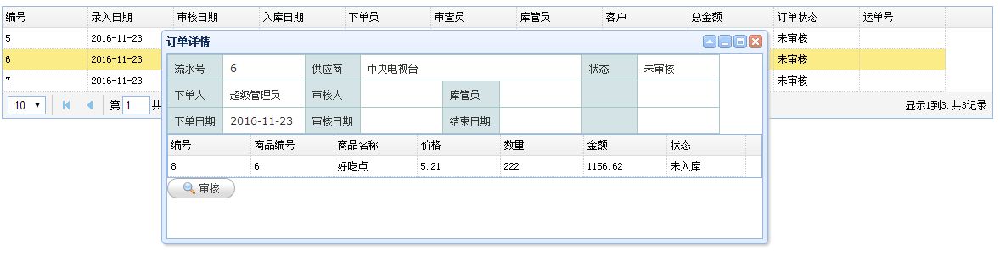 编号 录入日期 审核日期 入库日期 下单员 审查员 库管员 客户 总金额 订单状态 运单号
5 2016-11-23 未审核
6 2016-11-23 未审核
7 2016-11-23 未审核
10 第 1 共 显示1到3,共3记录
订单详情
流水号 6 供应商 中央电视台 状态 未审核
下单人 超级管理员 审核人 库管员
下单日期 2016-11-23 审核日期 结束日期
编号 商品编号 商品名称 价格 数量 金额 状态
8 6 好吃点 5.21 222 1156.62 未入库
审核